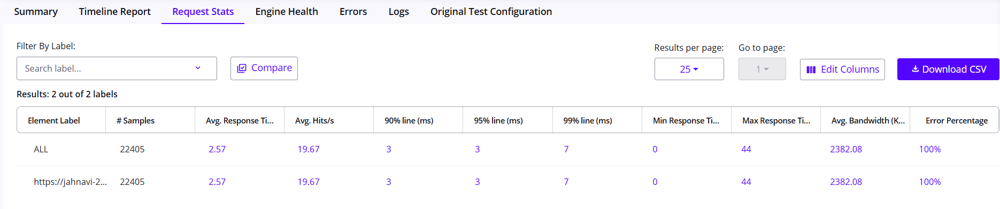 Summary Timeline Report Request Stats Engine Health Errors Logs Original Test Configuration
Filter By Label:
Results per page: Go to page:
Search label... Compare 25 1 Edit Columns Download CSV
Results: 2 out of 2 labels
Element Label # Samples Avg. Response Ti... Avg. Hits/s 90% line (ms) 95% line (ms) 99% line (ms) Min Response Ti... Max Response Ti... Avg. Bandwidth (K... Error Percentage
ALL 22405 2.57 19.67 3 3 7 0 44 2382.08 100%
https://jahnavi-2... 22405 2.57 19.67 3 3 7 0 44 2382.08 100%